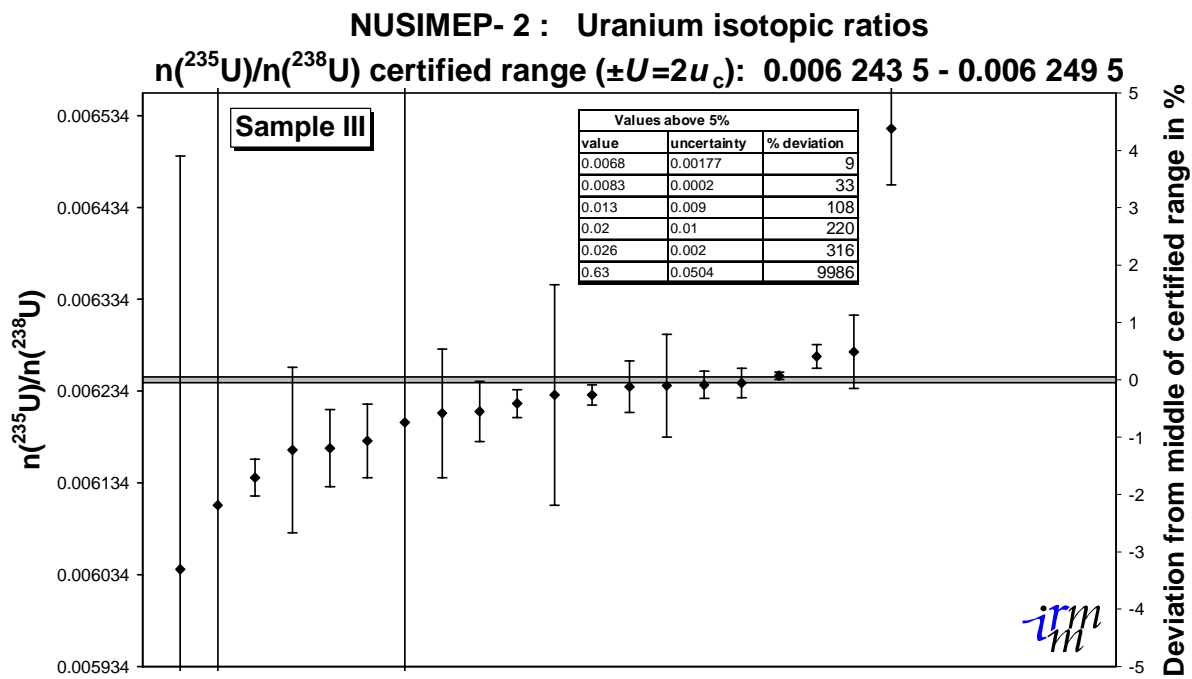 NUSIMEP- 2 : Uranium isotopic ratios
n(²³⁵U)/n(²³⁸U) certified range (±U=2u_c): 0.006 243 5 - 0.006 249 5
Sample III
Values above 5%
value uncertainty % deviation
0.0068 0.00177 9
0.0083 0.0002 33
0.013 0.009 108
0.02 0.01 220
0.026 0.002 316
0.63 0.0504 9986
n(²³⁵U)/n(²³⁸U)
0.006534
0.006434
0.006334
0.006234
0.006134
0.006034
0.005934
5
4
3
2
1
0
-1
-2
-3
-4
-5
Deviation from middle of certified range in %
irmm